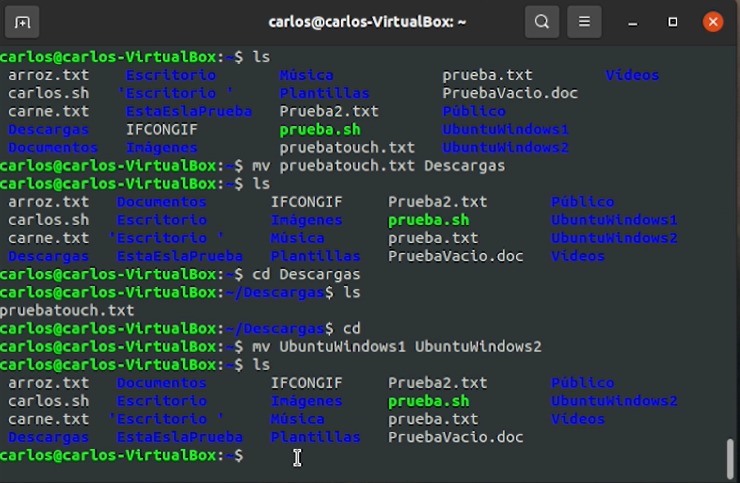 carlos@carlos-VirtualBox: ~
carlos@carlos-VirtualBox:~$ ls
arroz.txt Escritorio Música prueba.txt Vídeos
carlos.sh 'Escritorio ' Plantillas PruebaVacio.doc
carne.txt EstaEslaPrueba Prueba2.txt Público
Descargas IFCONGIF prueba.sh UbuntuWindows1
Documentos Imágenes pruebatouch.txt UbuntuWindows2
carlos@carlos-VirtualBox:~$ mv pruebatouch.txt Descargas
carlos@carlos-VirtualBox:~$ ls
arroz.txt Documentos IFCONGIF Prueba2.txt Público
carlos.sh Escritorio Imágenes prueba.sh UbuntuWindows1
carne.txt 'Escritorio ' Música prueba.txt UbuntuWindows2
Descargas EstaEslaPrueba Plantillas PruebaVacio.doc Vídeos
carlos@carlos-VirtualBox:~$ cd Descargas
carlos@carlos-VirtualBox:~/Descargas$ ls
pruebatouch.txt
carlos@carlos-VirtualBox:~/Descargas$ cd
carlos@carlos-VirtualBox:~$ mv UbuntuWindows1 UbuntuWindows2
carlos@carlos-VirtualBox:~$ ls
arroz.txt Documentos IFCONGIF Prueba2.txt Público
carlos.sh Escritorio Imágenes prueba.sh UbuntuWindows2
carne.txt 'Escritorio ' Música prueba.txt Vídeos
Descargas EstaEslaPrueba Plantillas PruebaVacio.doc
carlos@carlos-VirtualBox:~$